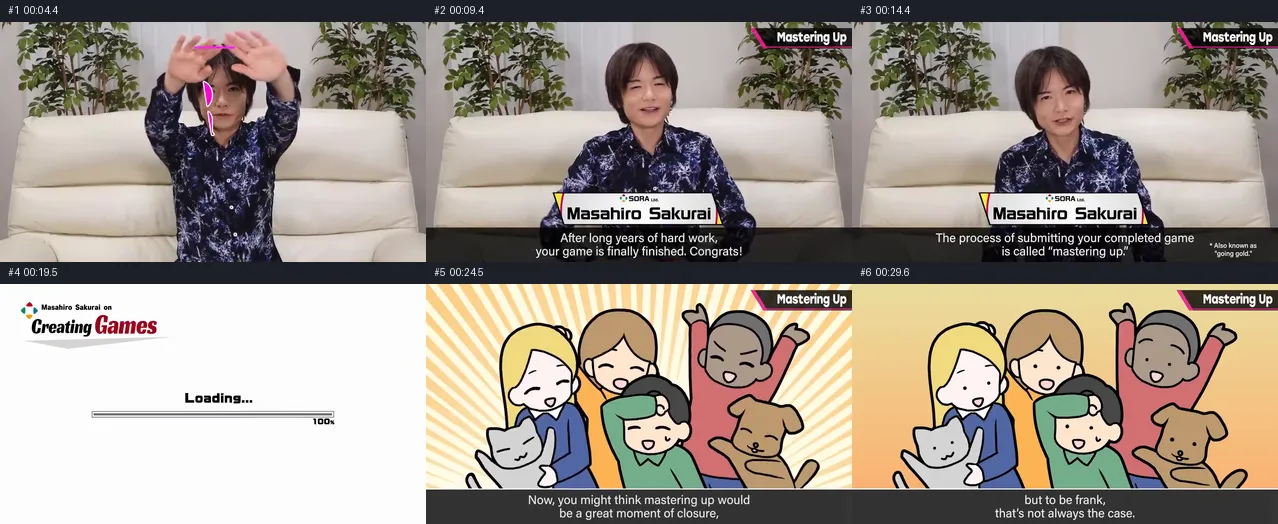 #1 00:04.4
#2 00:09.4
Mastering Up
SORA Ltd.
Masahiro Sakurai
After long years of hard work,
your game is finally finished. Congrats!
#3 00:14.4
Mastering Up
SORA Ltd.
Masahiro Sakurai
The process of submitting your completed game
is called "mastering up."
* Also known as
"going gold."
#4 00:19.5
Masahiro Sakurai on
Creating Games
Loading...
100%
#5 00:24.5
Mastering Up
Now, you might think mastering up would
be a great moment of closure,
#6 00:29.6
Mastering Up
but to be frank,
that's not always the case.